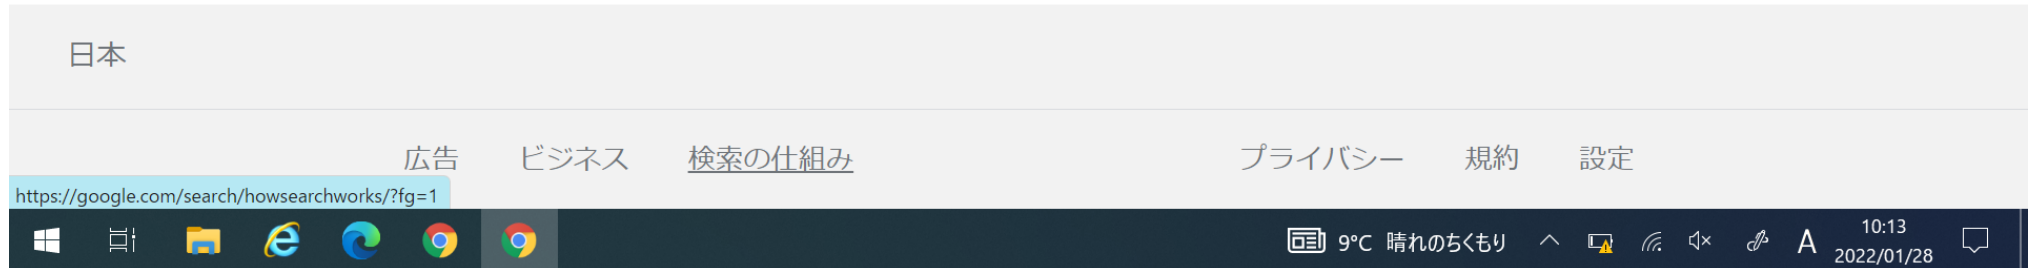 日本
広告 ビジネス 検索の仕組み プライバシー 規約 設定
https://google.com/search/howsearchworks/?fg=1
9°C 晴れのちくもり A 10:13
2022/01/28